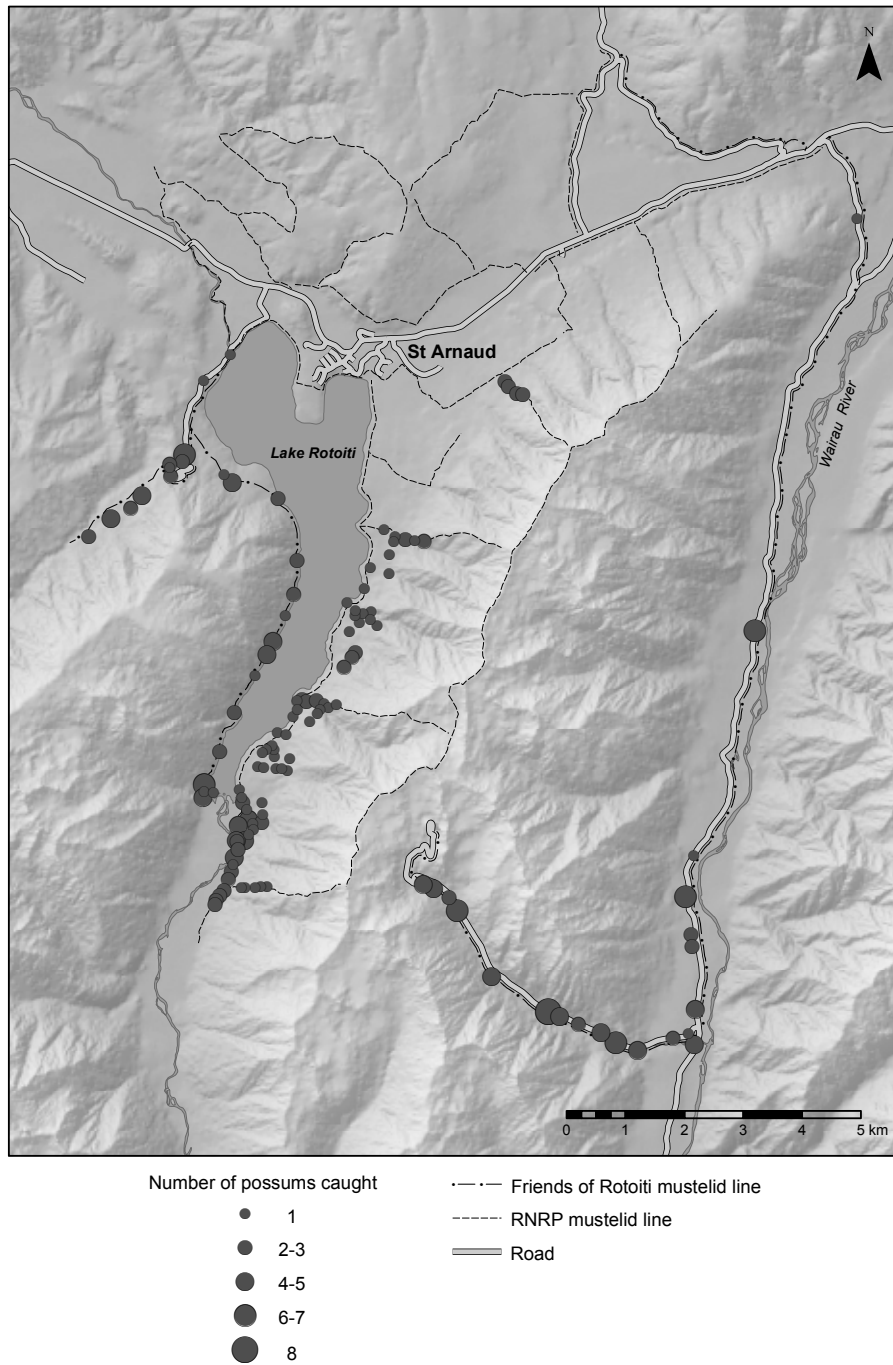 N
St Arnaud
Lake Rotoiti
Wairau River
0 1 2 3 4 5 km
Number of possums caught
1
2-3
4-5
6-7
8
Friends of Rotoiti mustelid line
RNRP mustelid line
Road